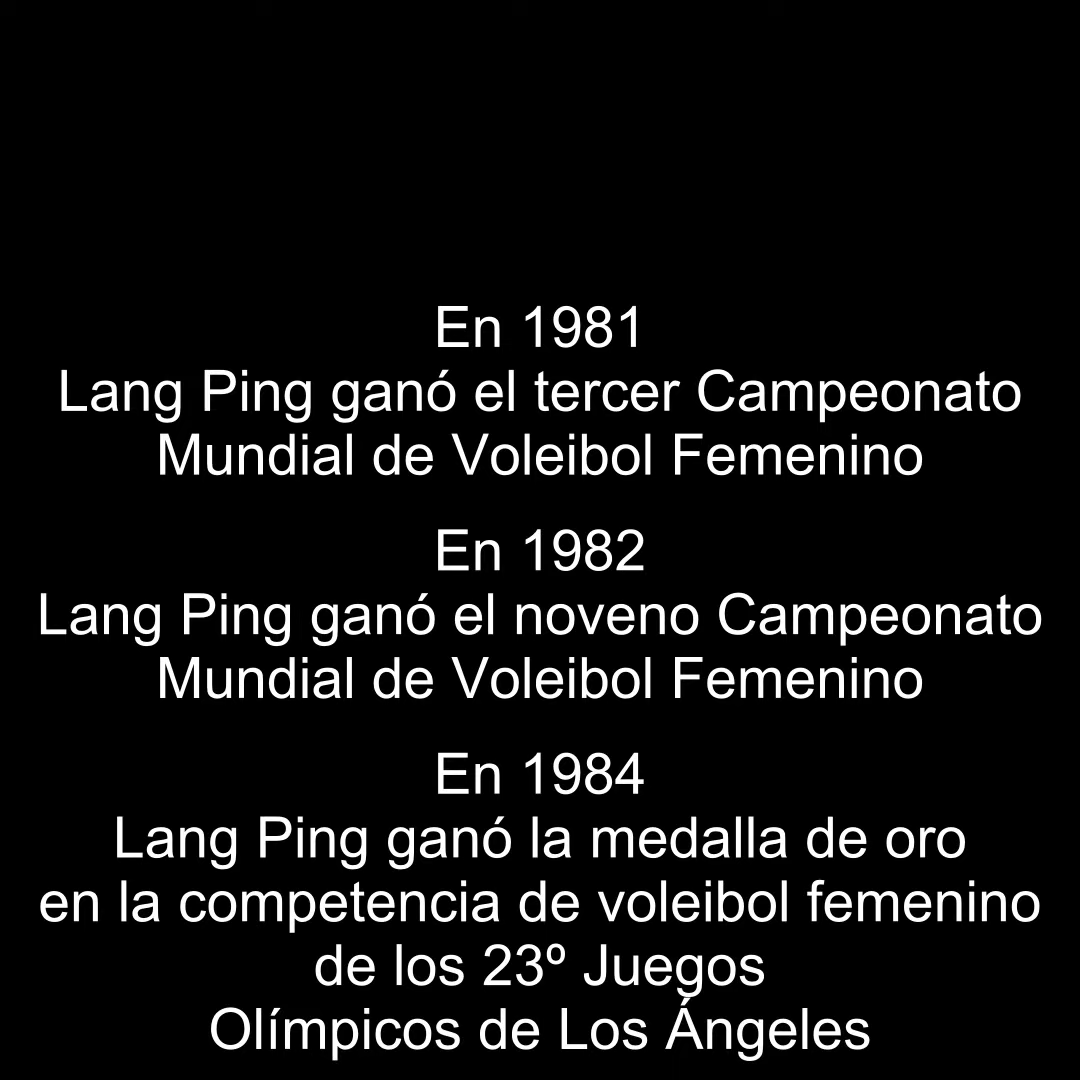 En 1981
Lang Ping ganó el tercer Campeonato
Mundial de Voleibol Femenino
En 1982
Lang Ping ganó el noveno Campeonato
Mundial de Voleibol Femenino
En 1984
Lang Ping ganó la medalla de oro
en la competencia de voleibol femenino
de los 23º Juegos
Olímpicos de Los Ángeles